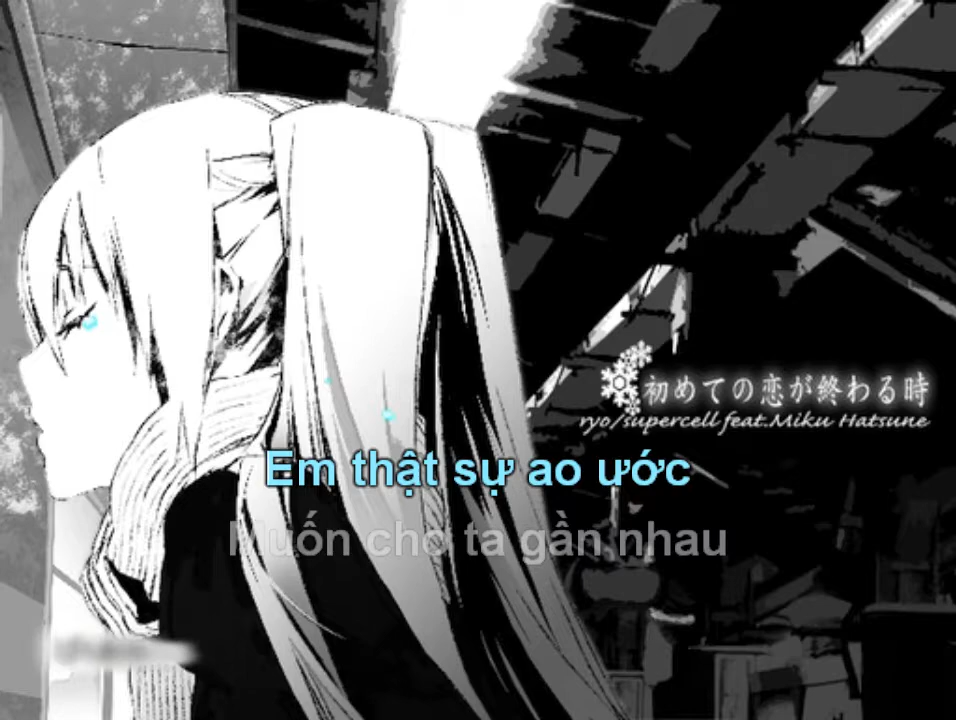 初めての恋が終わる時
ryo/supercell feat.Miku Hatsune
Em thật sự ao ước
Muốn cho ta gần nhau